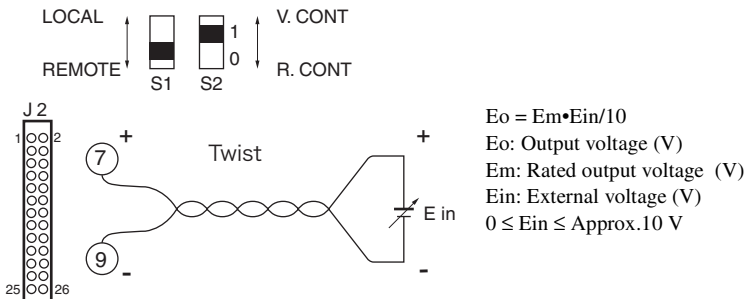 LOCAL
V. CONT
1
0
REMOTE
R. CONT
S1
S2
J 2
1
2
+
7
Twist
+
E in
9
-
-
25
26
Eo = Em•Ein/10
Eo: Output voltage (V)
Em: Rated output voltage (V)
Ein: External voltage (V)
0 ≤ Ein ≤ Approx.10 V